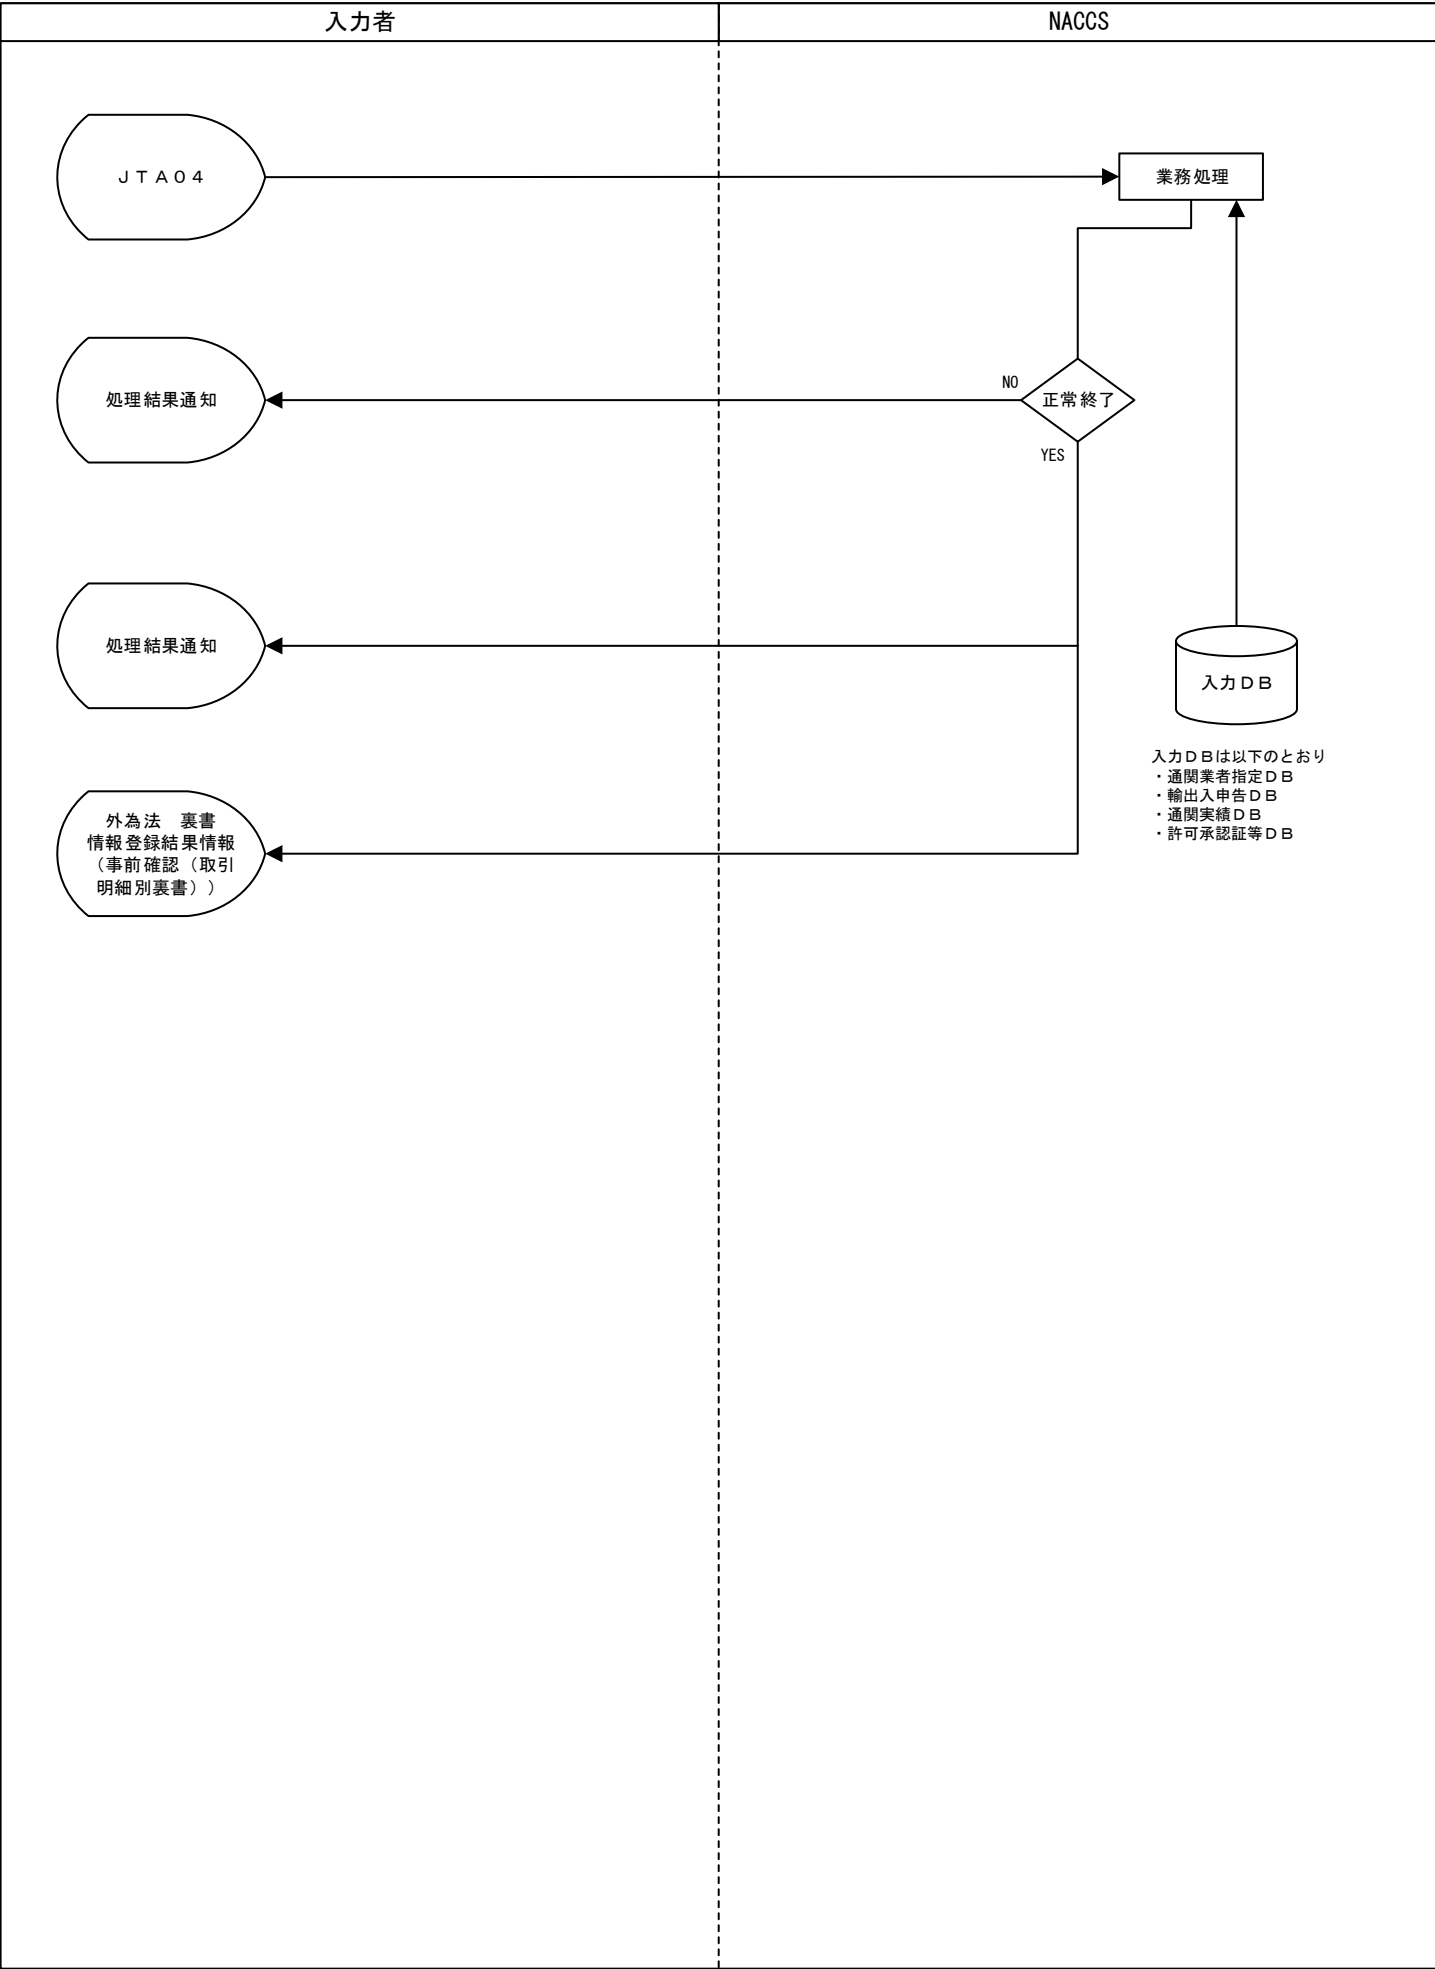 入力者
NACCS
ＪＴＡ０４
業務処理
処理結果通知
NO
正常終了
YES
処理結果通知
入力ＤＢ
入力ＤＢは以下のとおり
・通関業者指定ＤＢ
・輸出入申告ＤＢ
・通関実績ＤＢ
・許可承認証等ＤＢ
外為法　裏書
情報登録結果情報
（事前確認（取引
明細別裏書））